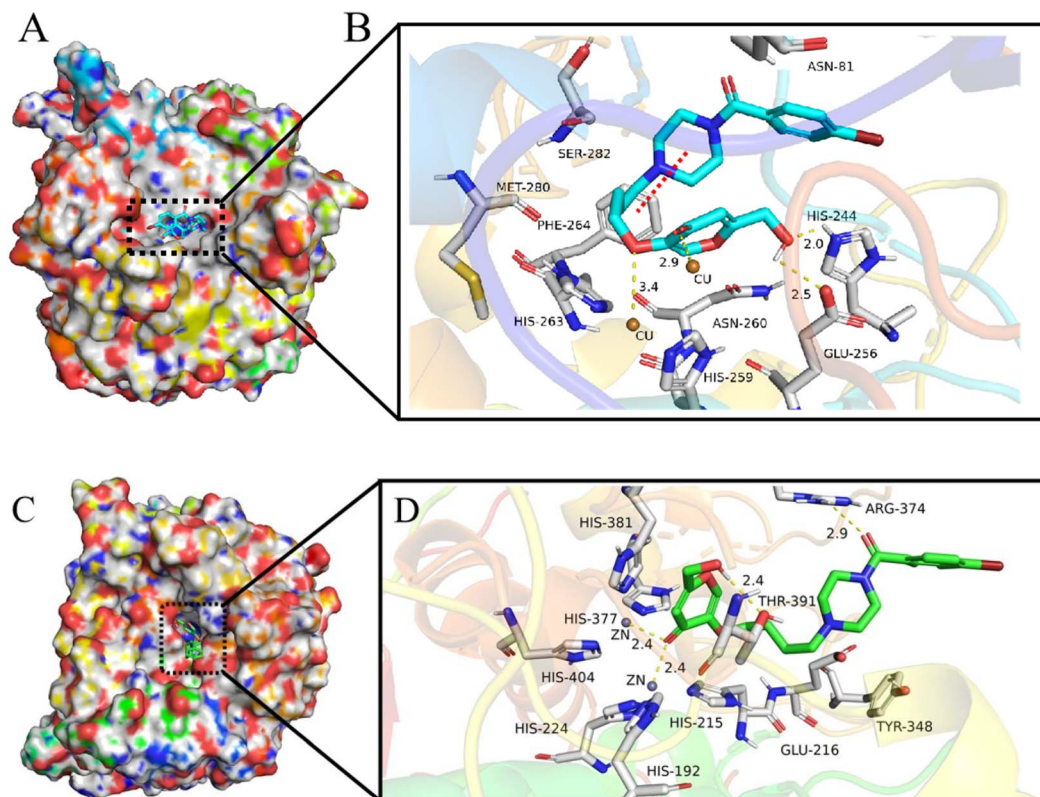 A
B
ASN-81
SER-282
MET-280
PHE-264
HIS-244
2.0
2.9
CU
3.4
2.5
HIS-263
CU
ASN-260
GLU-256
HIS-259
C
D
HIS-381
ARG-374
2.9
2.4
THR-391
HIS-377
ZN
2.4
2.4
HIS-404
ZN
HIS-224
HIS-215
TYR-348
GLU-216
HIS-192